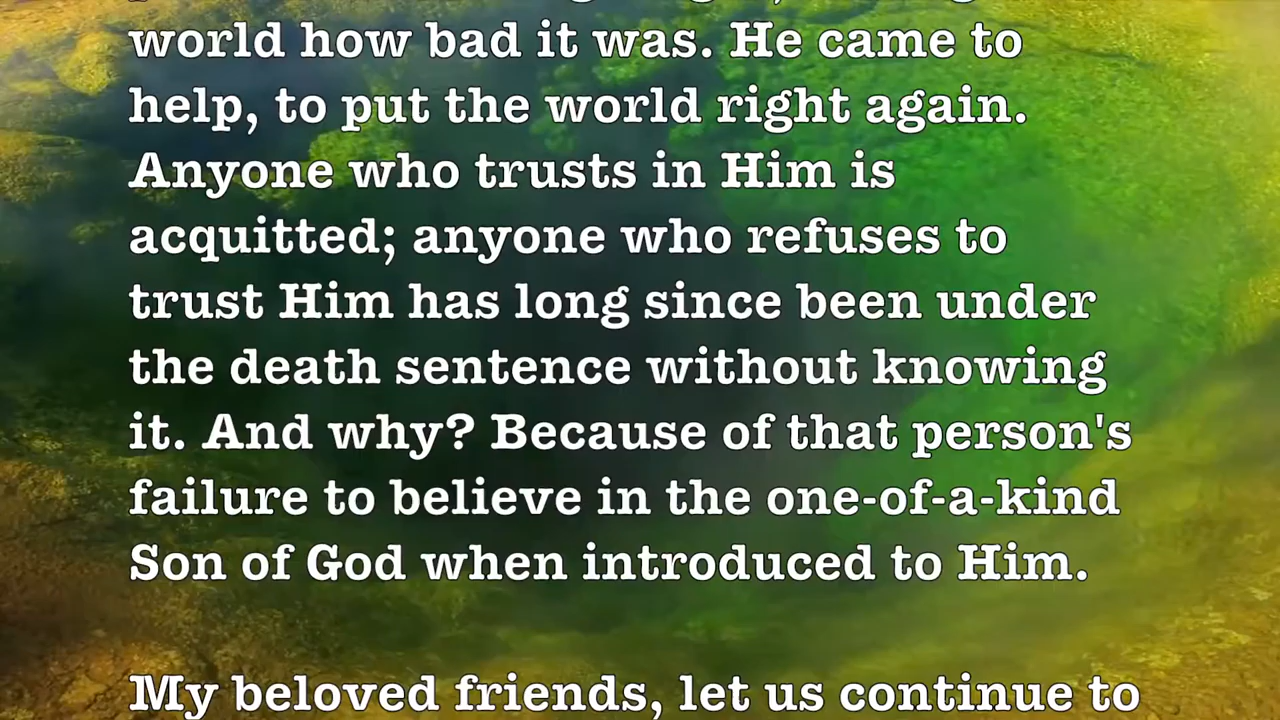 world how bad it was. He came to
help, to put the world right again.
Anyone who trusts in Him is
acquitted; anyone who refuses to
trust Him has long since been under
the death sentence without knowing
it. And why? Because of that person's
failure to believe in the one-of-a-kind
Son of God when introduced to Him.
My beloved friends, let us continue to